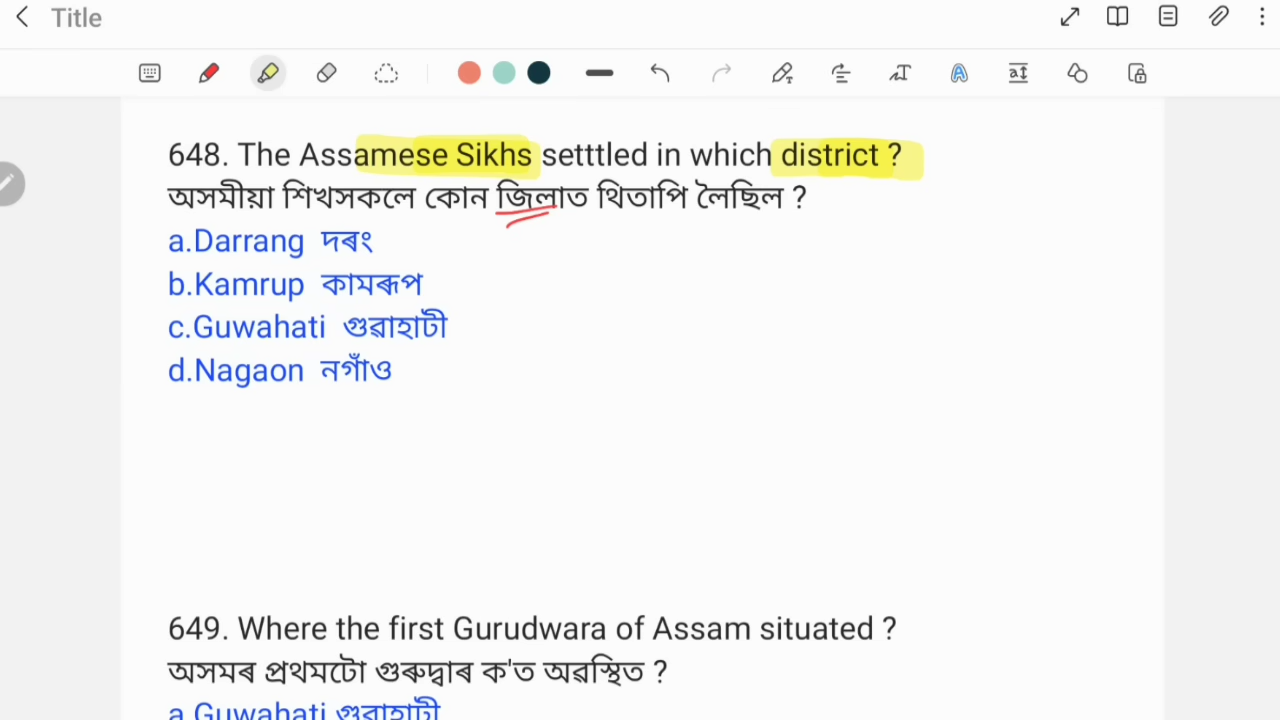 Title
648. The Assamese Sikhs setttled in which district ?
অসমীয়া শিখসকলে কোন জিলাত থিতাপি লৈছিল ?
a.Darrang দৰং
b.Kamrup কামৰূপ
c.Guwahati গুৱাহাটী
d.Nagaon নগাঁও
649. Where the first Gurudwara of Assam situated ?
অসমৰ প্ৰথমটো গুৰুদ্বাৰ ক'ত অৱস্থিত ?
a.Guwahati গুৱাহাটী